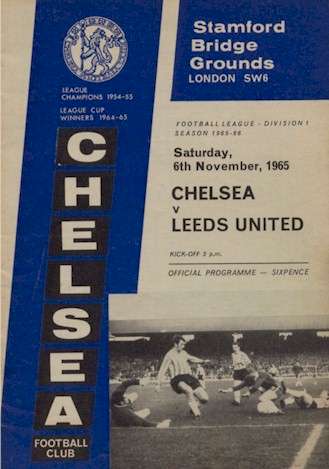 Stamford
Bridge
Grounds
LONDON SW6
LEAGUE
CHAMPIONS 1954-55
LEAGUE CUP
WINNERS 1964-65
FOOTBALL LEAGUE - DIVISION 1
SEASON 1965-66
Saturday,
6th November, 1965
CHELSEA
v
LEEDS UNITED
KICK-OFF 3 p.m.
OFFICIAL PROGRAMME — SIXPENCE
CHELSEA
FOOTBALL
CLUB